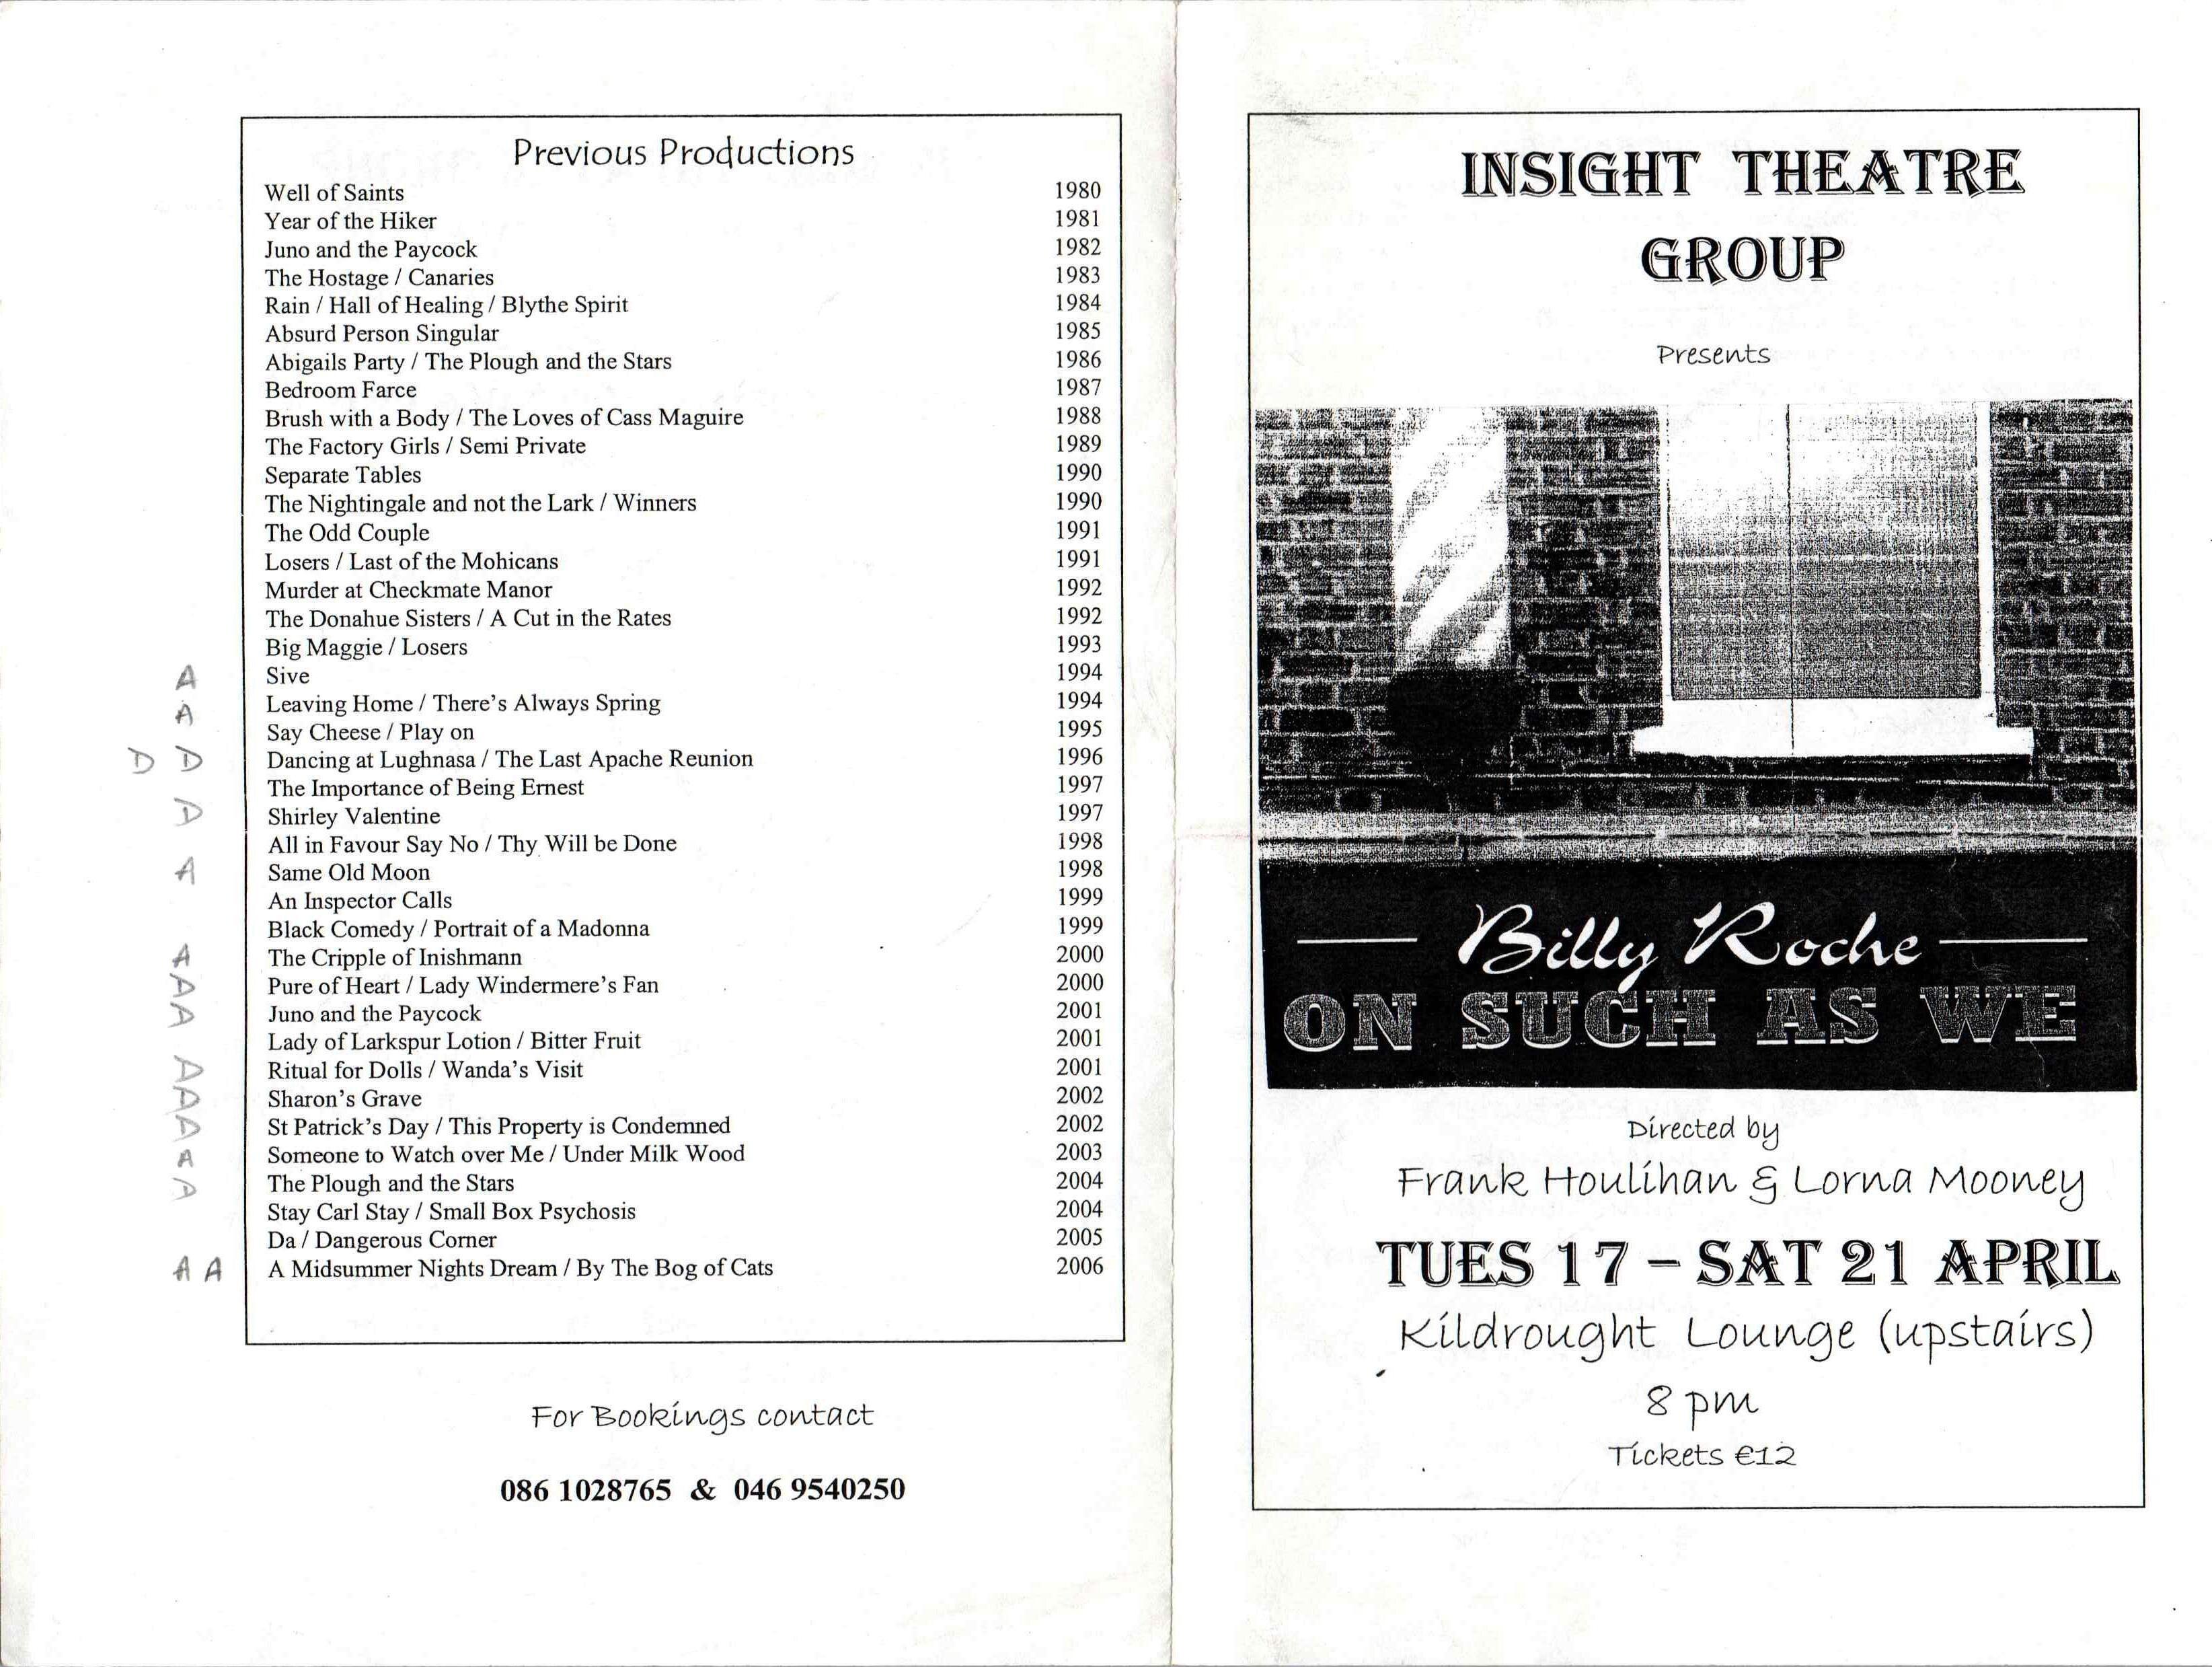 Previous Productions
Well of Saints 1980
Year of the Hiker 1981
Juno and the Paycock 1982
The Hostage / Canaries 1983
Rain / Hall of Healing / Blythe Spirit 1984
Absurd Person Singular 1985
Abigails Party / The Plough and the Stars 1986
Bedroom Farce 1987
Brush with a Body / The Loves of Cass Maguire 1988
The Factory Girls / Semi Private 1989
Separate Tables 1990
The Nightingale and not the Lark / Winners 1990
The Odd Couple 1991
Losers / Last of the Mohicans 1991
Murder at Checkmate Manor 1992
The Donahue Sisters / A Cut in the Rates 1992
Big Maggie / Losers 1993
A Sive 1994
A Leaving Home / There's Always Spring 1994
Say Cheese / Play on 1995
D D Dancing at Lughnasa / The Last Apache Reunion 1996
The Importance of Being Ernest 1997
D Shirley Valentine 1997
All in Favour Say No / Thy Will be Done 1998
A Same Old Moon 1998
An Inspector Calls 1999
Black Comedy / Portrait of a Madonna 1999
A The Cripple of Inishmann 2000
Pure of Heart / Lady Windermere's Fan 2000
Juno and the Paycock 2001
Lady of Larkspur Lotion / Bitter Fruit 2001
Ritual for Dolls / Wanda's Visit 2001
Sharon's Grave 2002
St Patrick's Day / This Property is Condemned 2002
A Someone to Watch over Me / Under Milk Wood 2003
The Plough and the Stars 2004
Stay Carl Stay / Small Box Psychosis 2004
Da / Dangerous Corner 2005
A A A Midsummer Nights Dream / By The Bog of Cats 2006
For Bookings contact
086 1028765 & 046 9540250
INSIGHT THEATRE
GROUP
Presents
Billy Roche
ON SUCH AS WE
Directed by
Frank Houlihan & Lorna Mooney
TUES 17 – SAT 21 APRIL
Kildrought Lounge (upstairs)
8 pm
Tickets €12